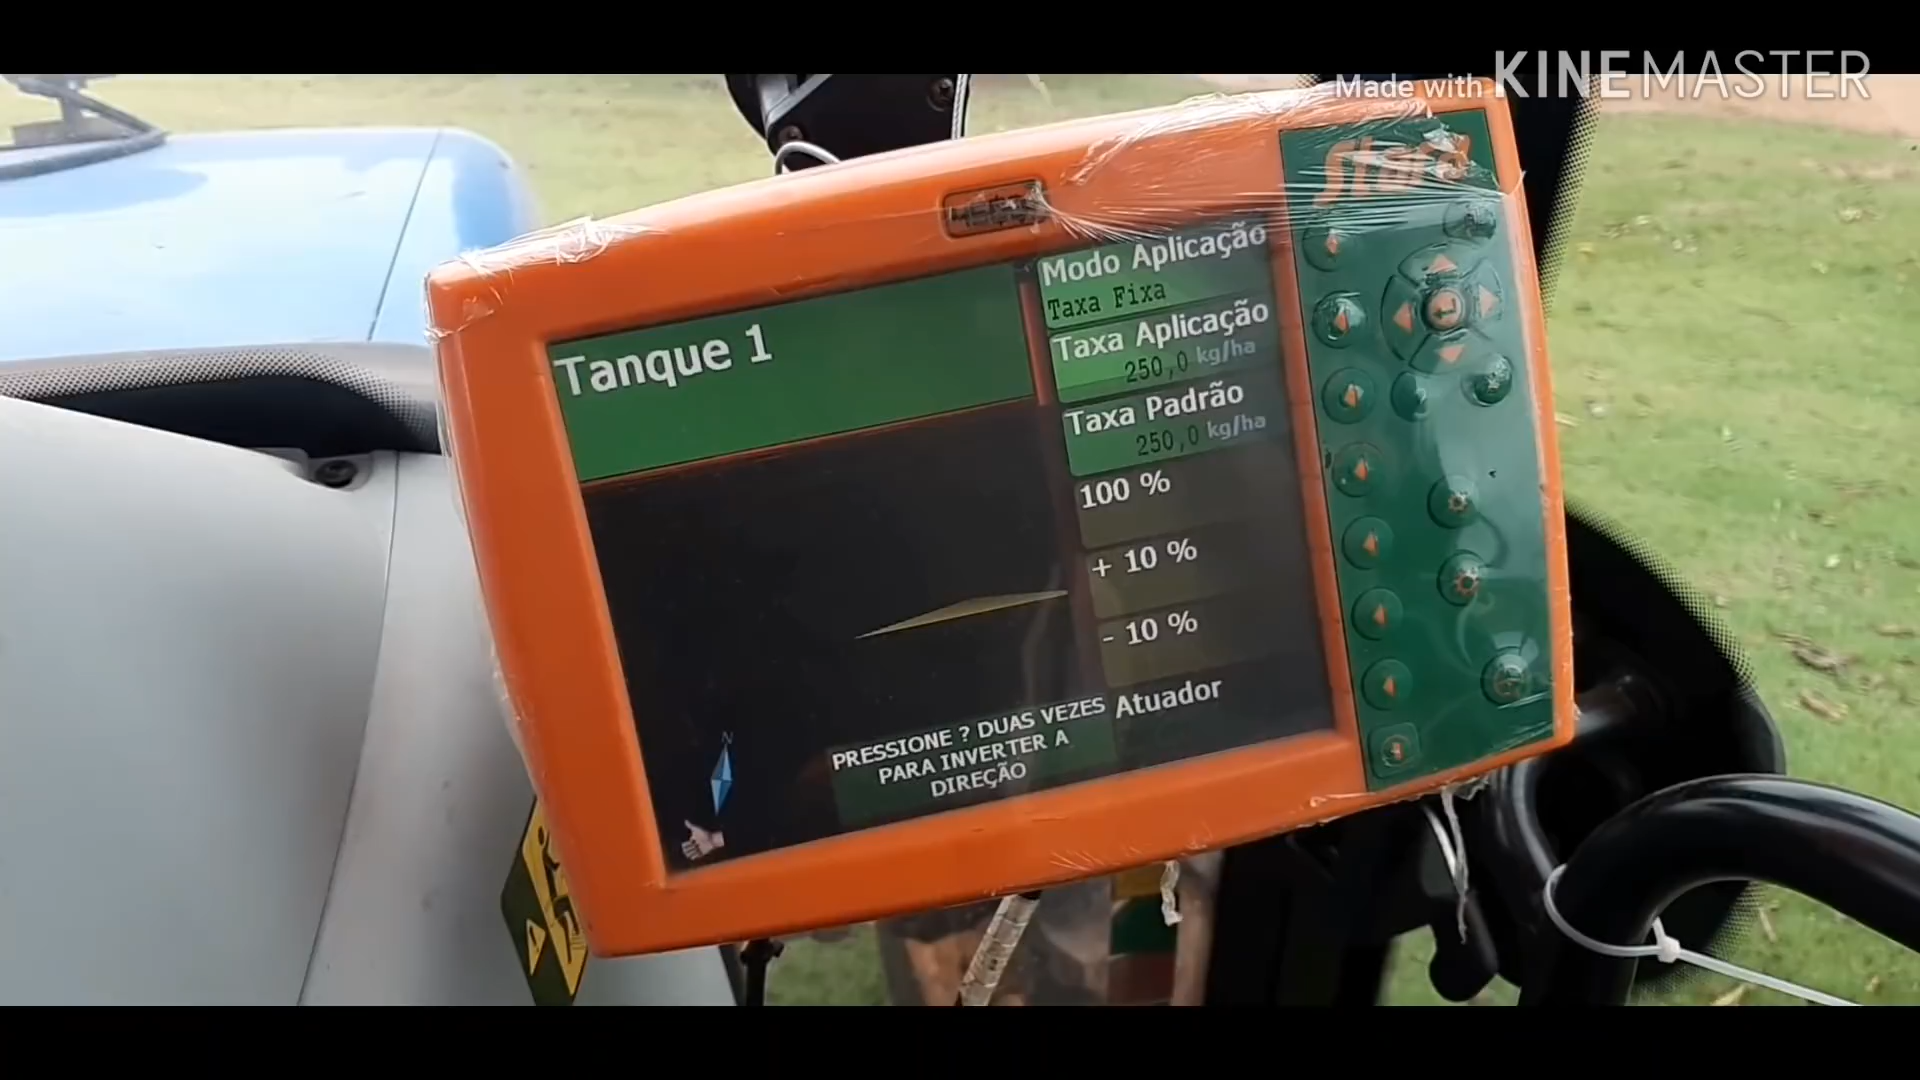 Made with KINEMASTER
Stara
Tanque 1
Modo Aplicação
Taxa Fixa
Taxa Aplicação
250,0 kg/ha
Taxa Padrão
250,0 kg/ha
100 %
+ 10 %
- 10 %
Atuador
PRESSIONE ? DUAS VEZES
PARA INVERTER A
DIREÇÃO
N
?